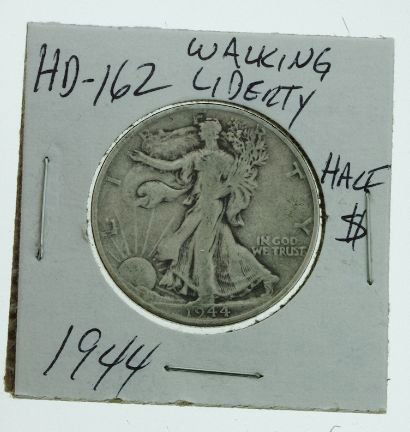 WALKING
HD-162 LIBERTY
LIBERTY
HALF
$
IN GOD
WE TRUST
1944
1944